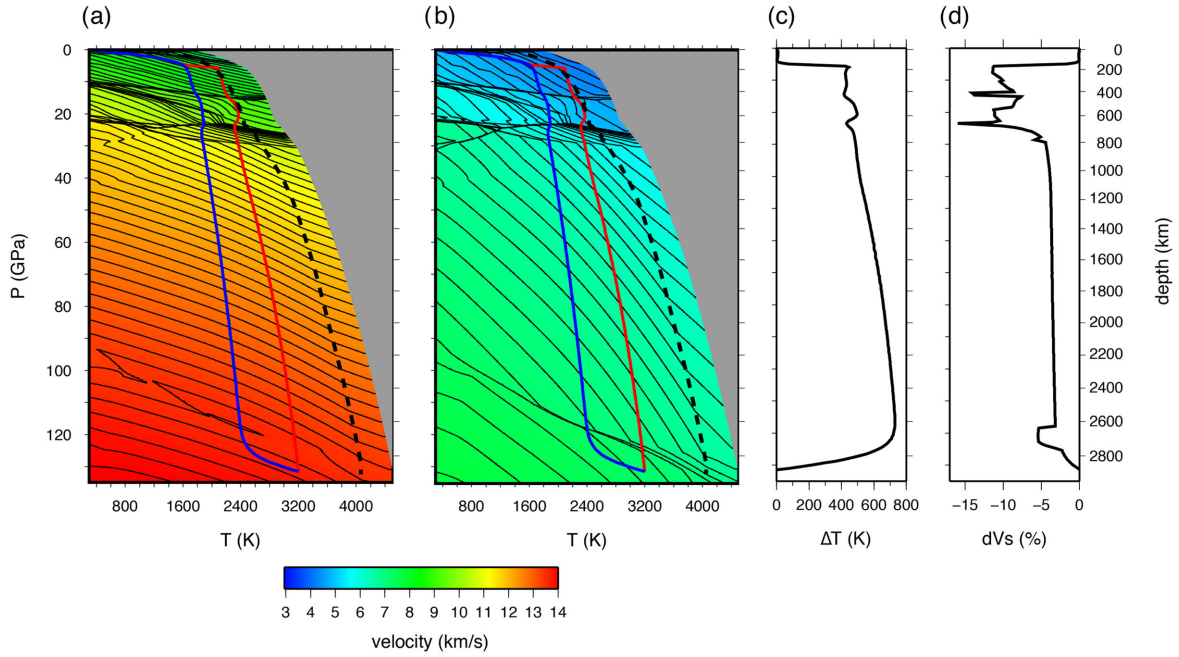 (a) (b) (c) (d)
0
20
40
60
80
100
120
P (GPa)
800 1600 2400 3200 4000
T (K)
800 1600 2400 3200 4000
T (K)
0 200 400 600 800
ΔT (K)
−15 −10 −5 0
dVs (%)
0
200
400
600
800
1000
1200
1400
1600
1800
2000
2200
2400
2600
2800
depth (km)
3 4 5 6 7 8 9 10 11 12 13 14
velocity (km/s)